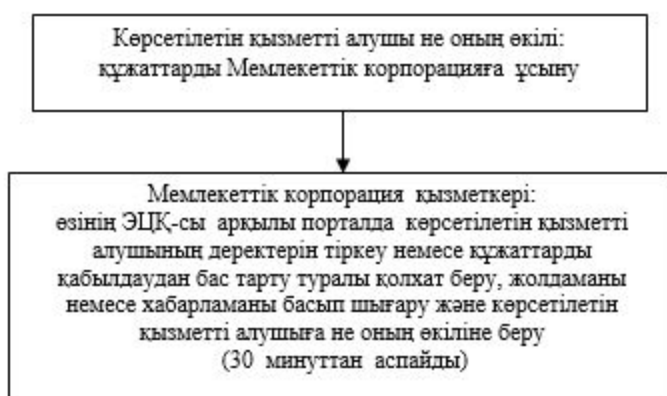 Көрсетілетін қызметті алушы не оның өкілі:
құжаттарды Мемлекеттік корпорацияға ұсыну
Мемлекеттік корпорация қызметкері:
өзінің ЭЦҚ-сы арқылы порталда көрсетілетін қызметті
алушының деректерін тіркеу немесе құжаттарды
қабылдаудан бас тарту туралы қолхат беру, жолдаманы
немесе хабарламаны басып шығару және көрсетілетін
қызметті алушыға не оның өкіліне беру
(30 минуттан аспайды)